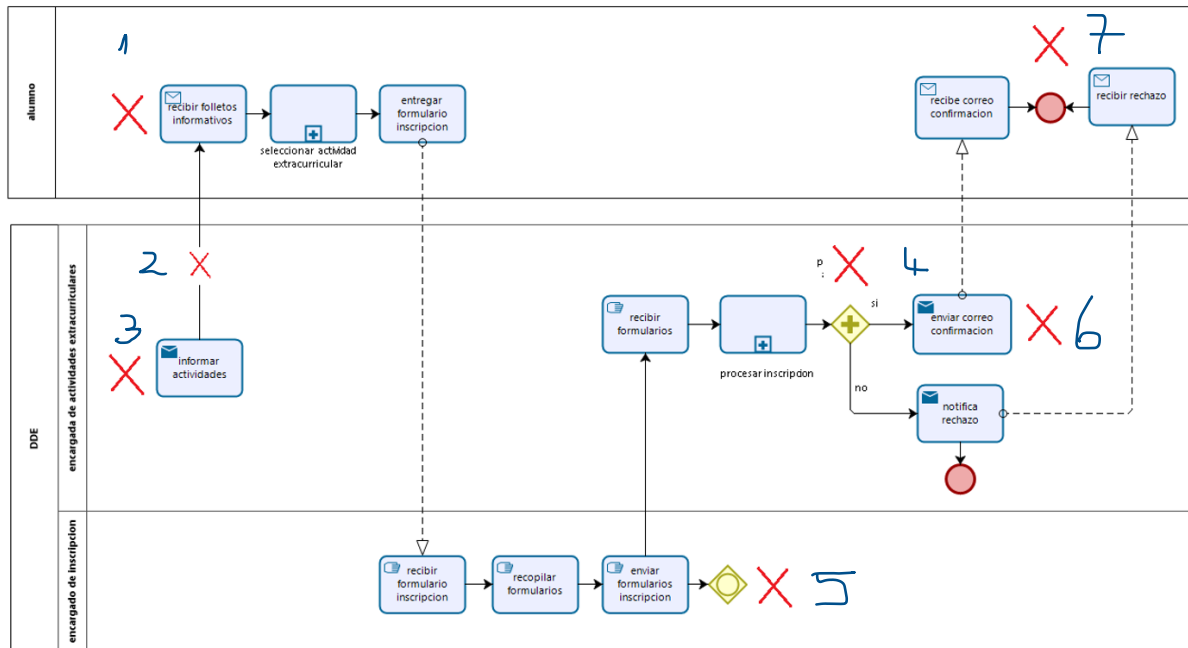 1
7
alumno
recibir folletos
informativos
entregar
formulario
inscripcion
seleccionar actividad
extracurricular
recibe correo
confirmacion
recibir rechazo
DDE
encargada de actividades extracurriculares
2
3
informar
actividades
recibir
formularios
procesar inscripdon
p
:
4
si
no
enviar correo
confirmacion
6
notifica
rechazo
encargado de inscripcion
recibir
formulario
inscripcion
recopilar
formularios
enviar
formularios
inscripcion
5